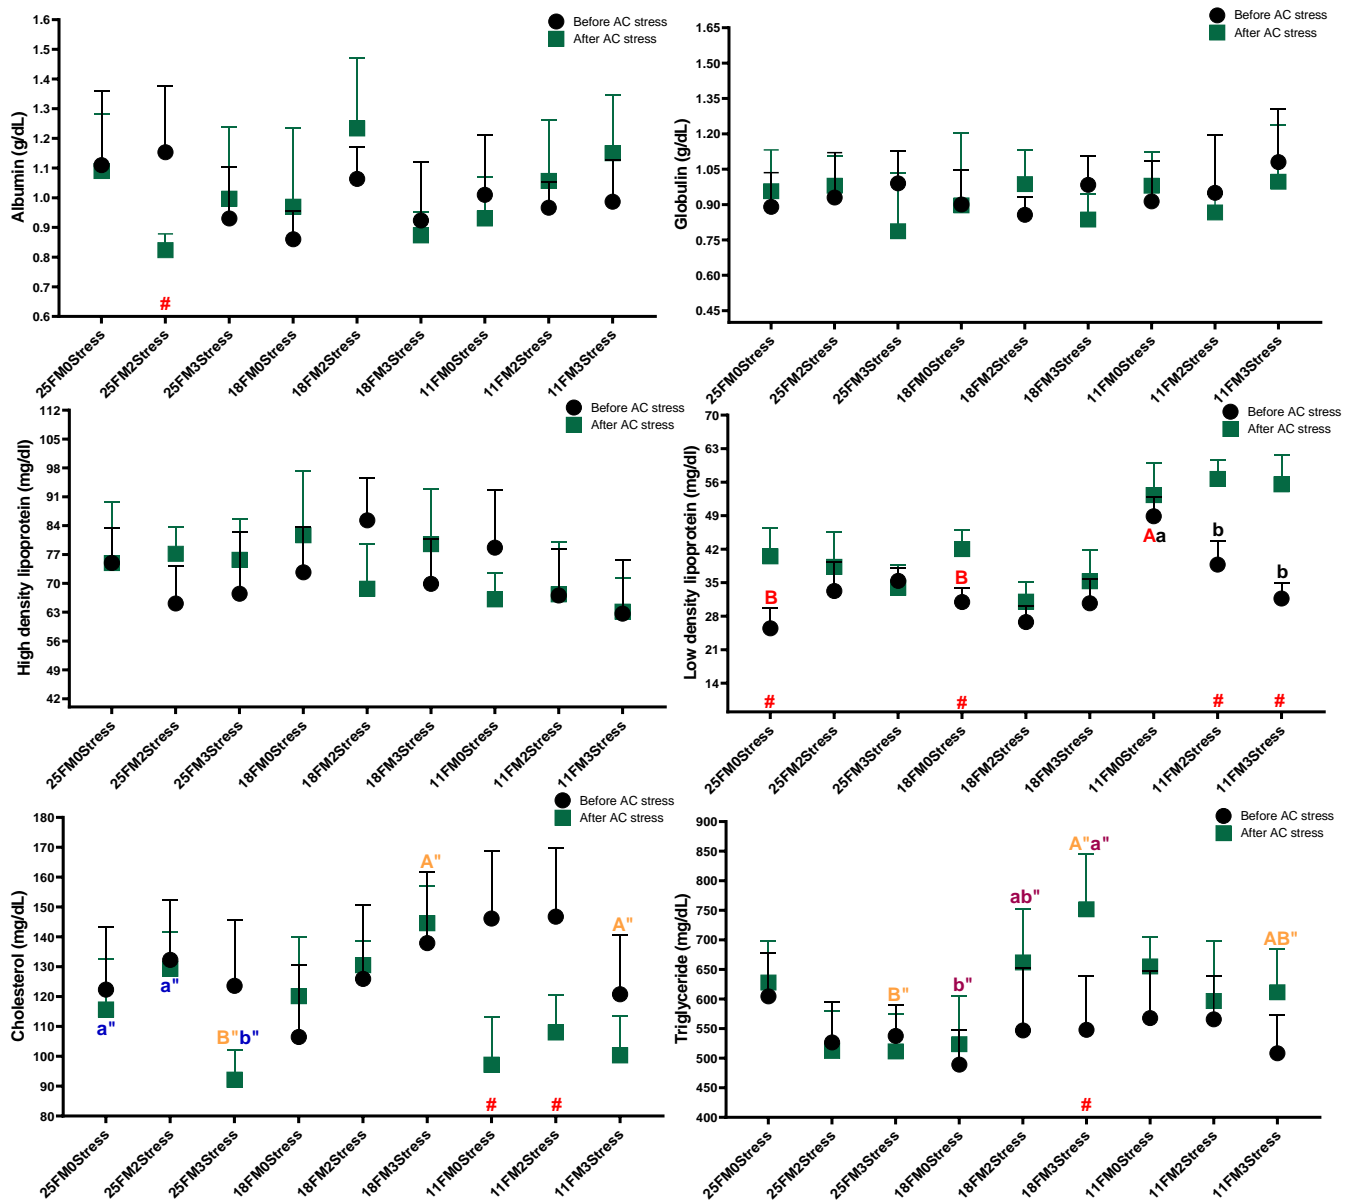 Before AC stress
After AC stress
Albumin (g/dL)
1.6
1.6
1.4
1.3
1.2
1.1
1.0
0.9
0.8
0.7
0.6
#
25FM0Stress
25FM2Stress
25FM3Stress
18FM0Stress
18FM2Stress
18FM3Stress
11FM0Stress
11FM2Stress
11FM3Stress
Before AC stress
After AC stress
Globulin (g/dL)
1.65
1.50
1.35
1.20
1.05
0.90
0.75
0.60
0.45
25FM0Stress
25FM2Stress
25FM3Stress
18FM0Stress
18FM2Stress
18FM3Stress
11FM0Stress
11FM2Stress
11FM3Stress
Before AC stress
After AC stress
High density lipoprotein (mg/dl)
112
105
98
91
84
77
70
63
56
49
42
25FM0Stress
25FM2Stress
25FM3Stress
18FM0Stress
18FM2Stress
18FM3Stress
11FM0Stress
11FM2Stress
11FM3Stress
Before AC stress
After AC stress
Low density lipoprotein (mg/dl)
70
63
56
49
42
35
28
21
14
B
B
Aa
b
b
# # # #
25FM0Stress
25FM2Stress
25FM3Stress
18FM0Stress
18FM2Stress
18FM3Stress
11FM0Stress
11FM2Stress
11FM3Stress
Before AC stress
After AC stress
Cholesterol (mg/dL)
180
170
160
150
140
130
120
110
100
90
80
a"
a"
B"b"
A"
A"
# #
25FM0Stress
25FM2Stress
25FM3Stress
18FM0Stress
18FM2Stress
18FM3Stress
11FM0Stress
11FM2Stress
11FM3Stress
Before AC stress
After AC stress
Triglyceride (mg/dL)
900
850
800
750
700
650
600
550
500
450
400
B"
b"
ab"
A"a"
AB"
#
25FM0Stress
25FM2Stress
25FM3Stress
18FM0Stress
18FM2Stress
18FM3Stress
11FM0Stress
11FM2Stress
11FM3Stress